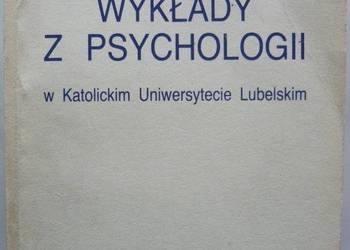 WYKŁADY
Z PSYCHOLOGII
w Katolickim Uniwersytecie Lubelskim